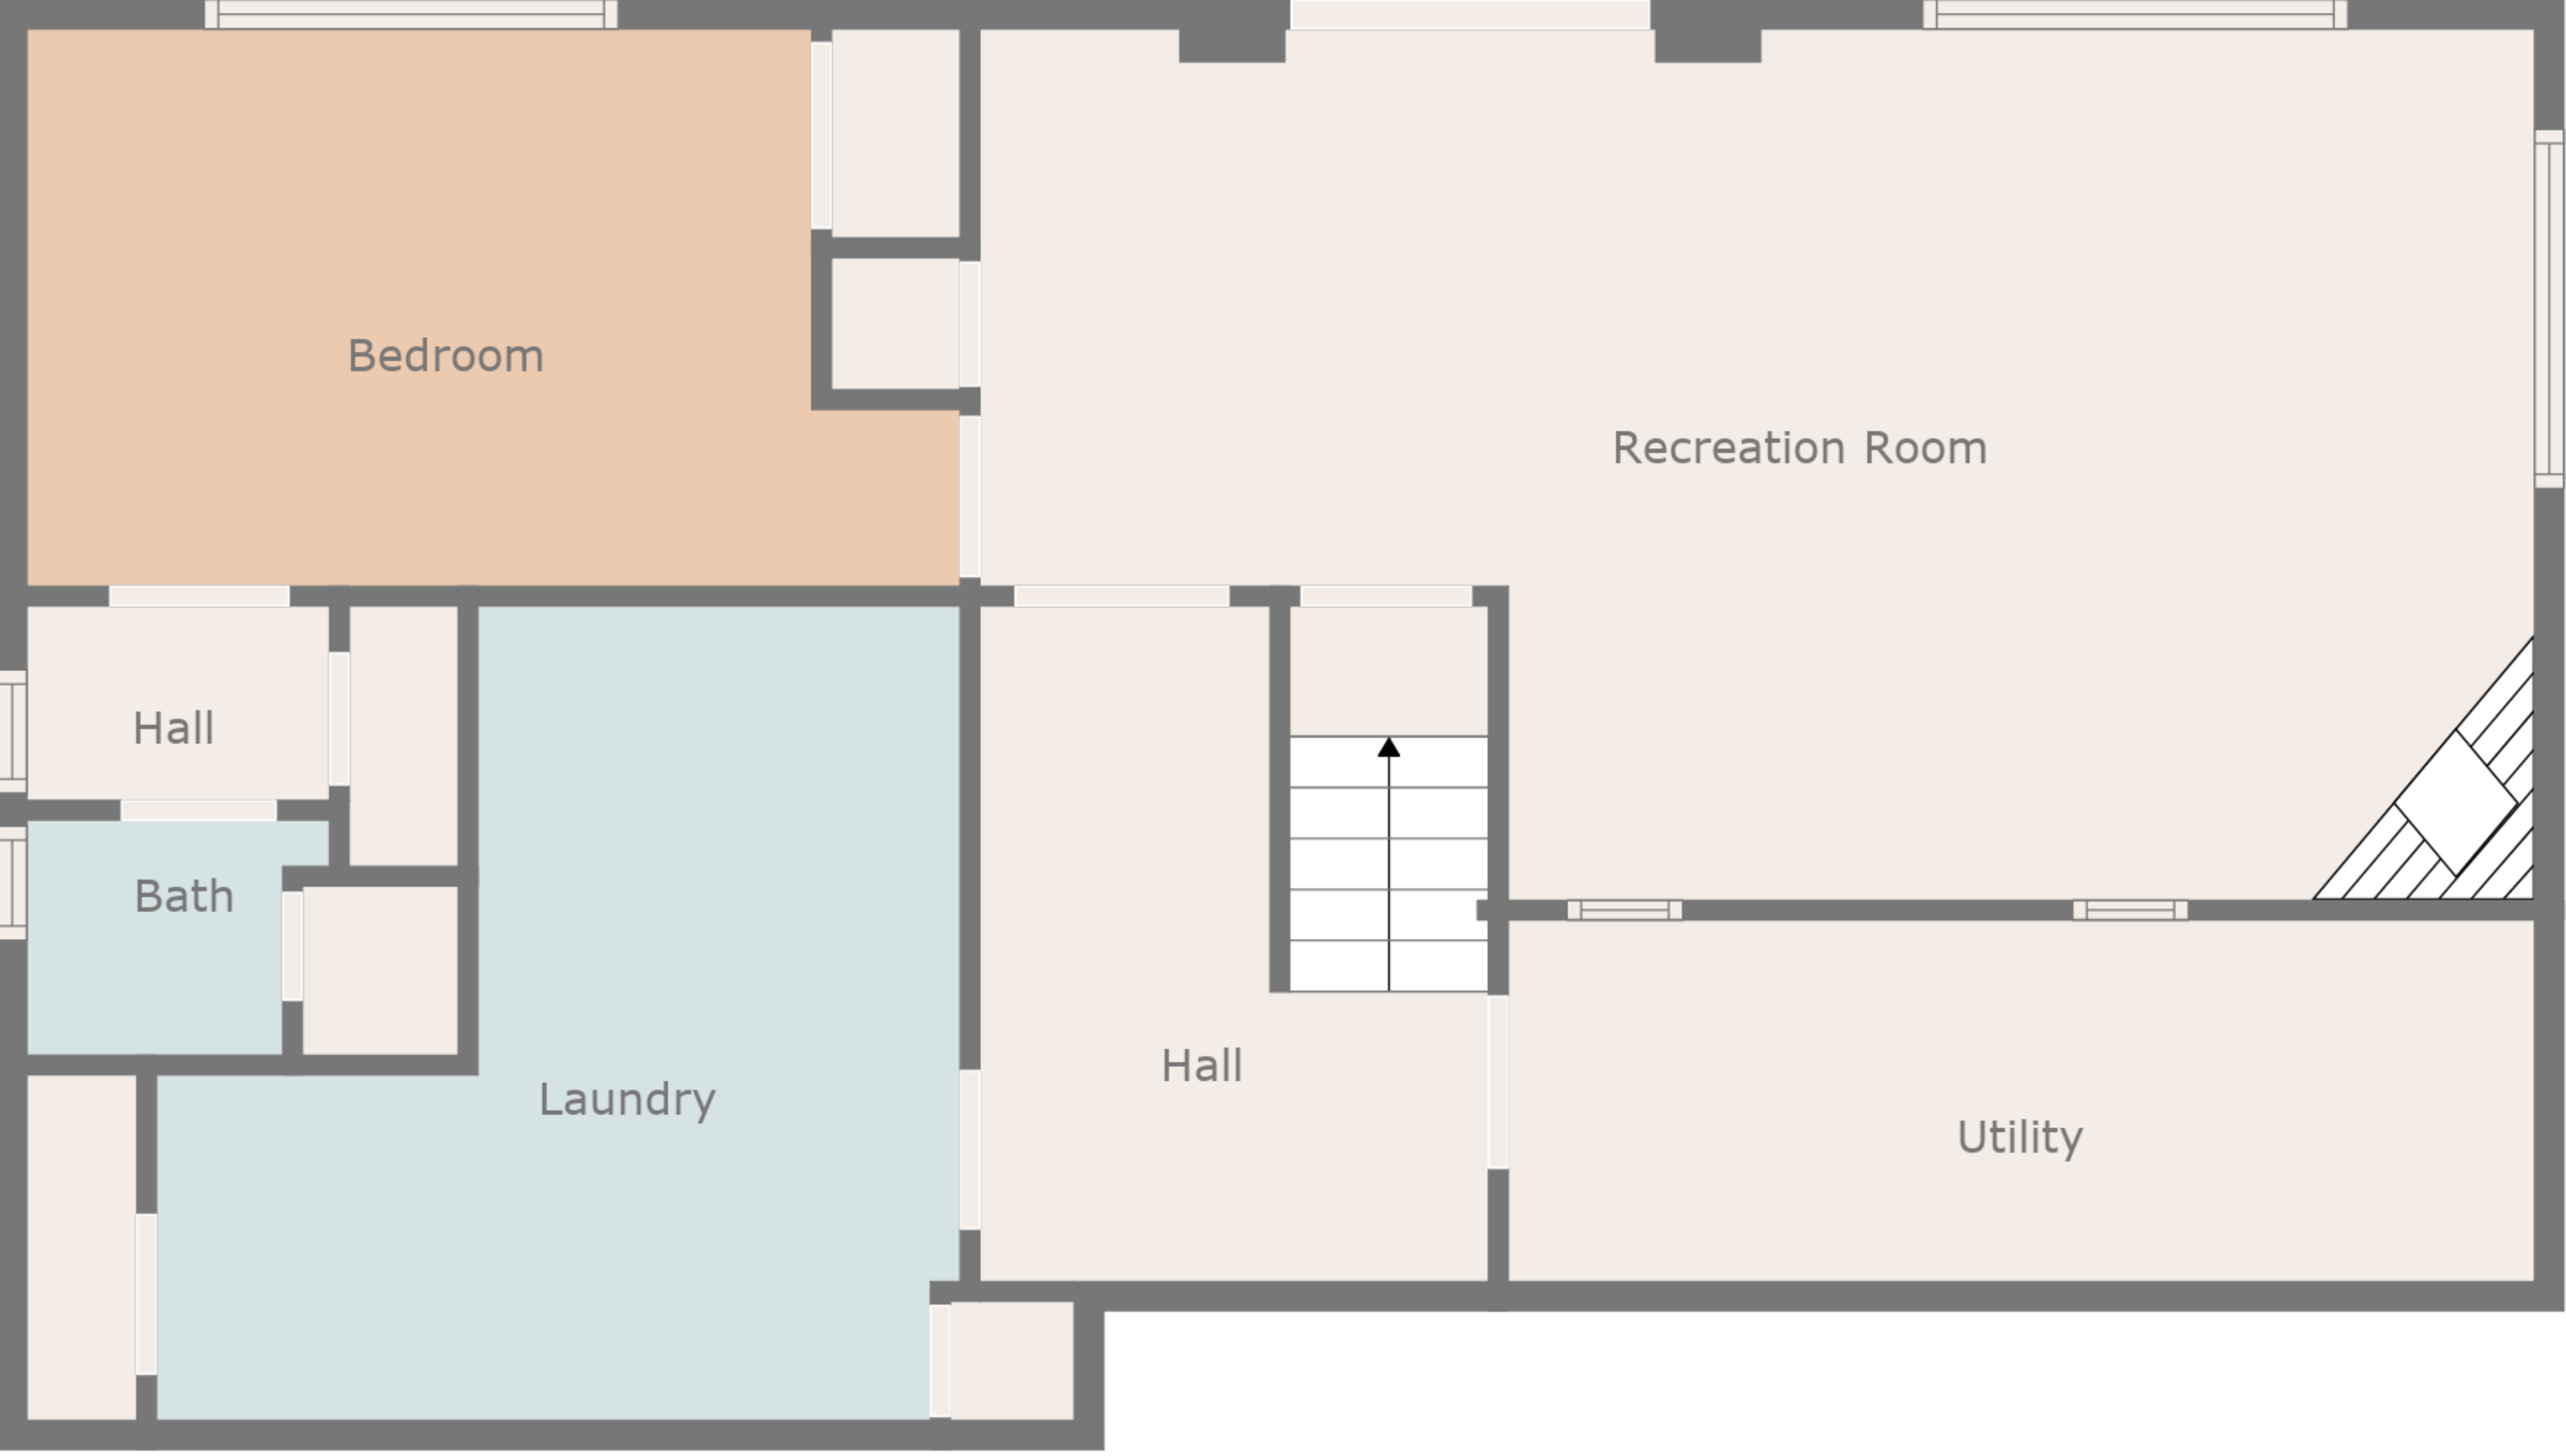 Bedroom
Recreation Room
Hall
Bath
Hall
Laundry
Utility